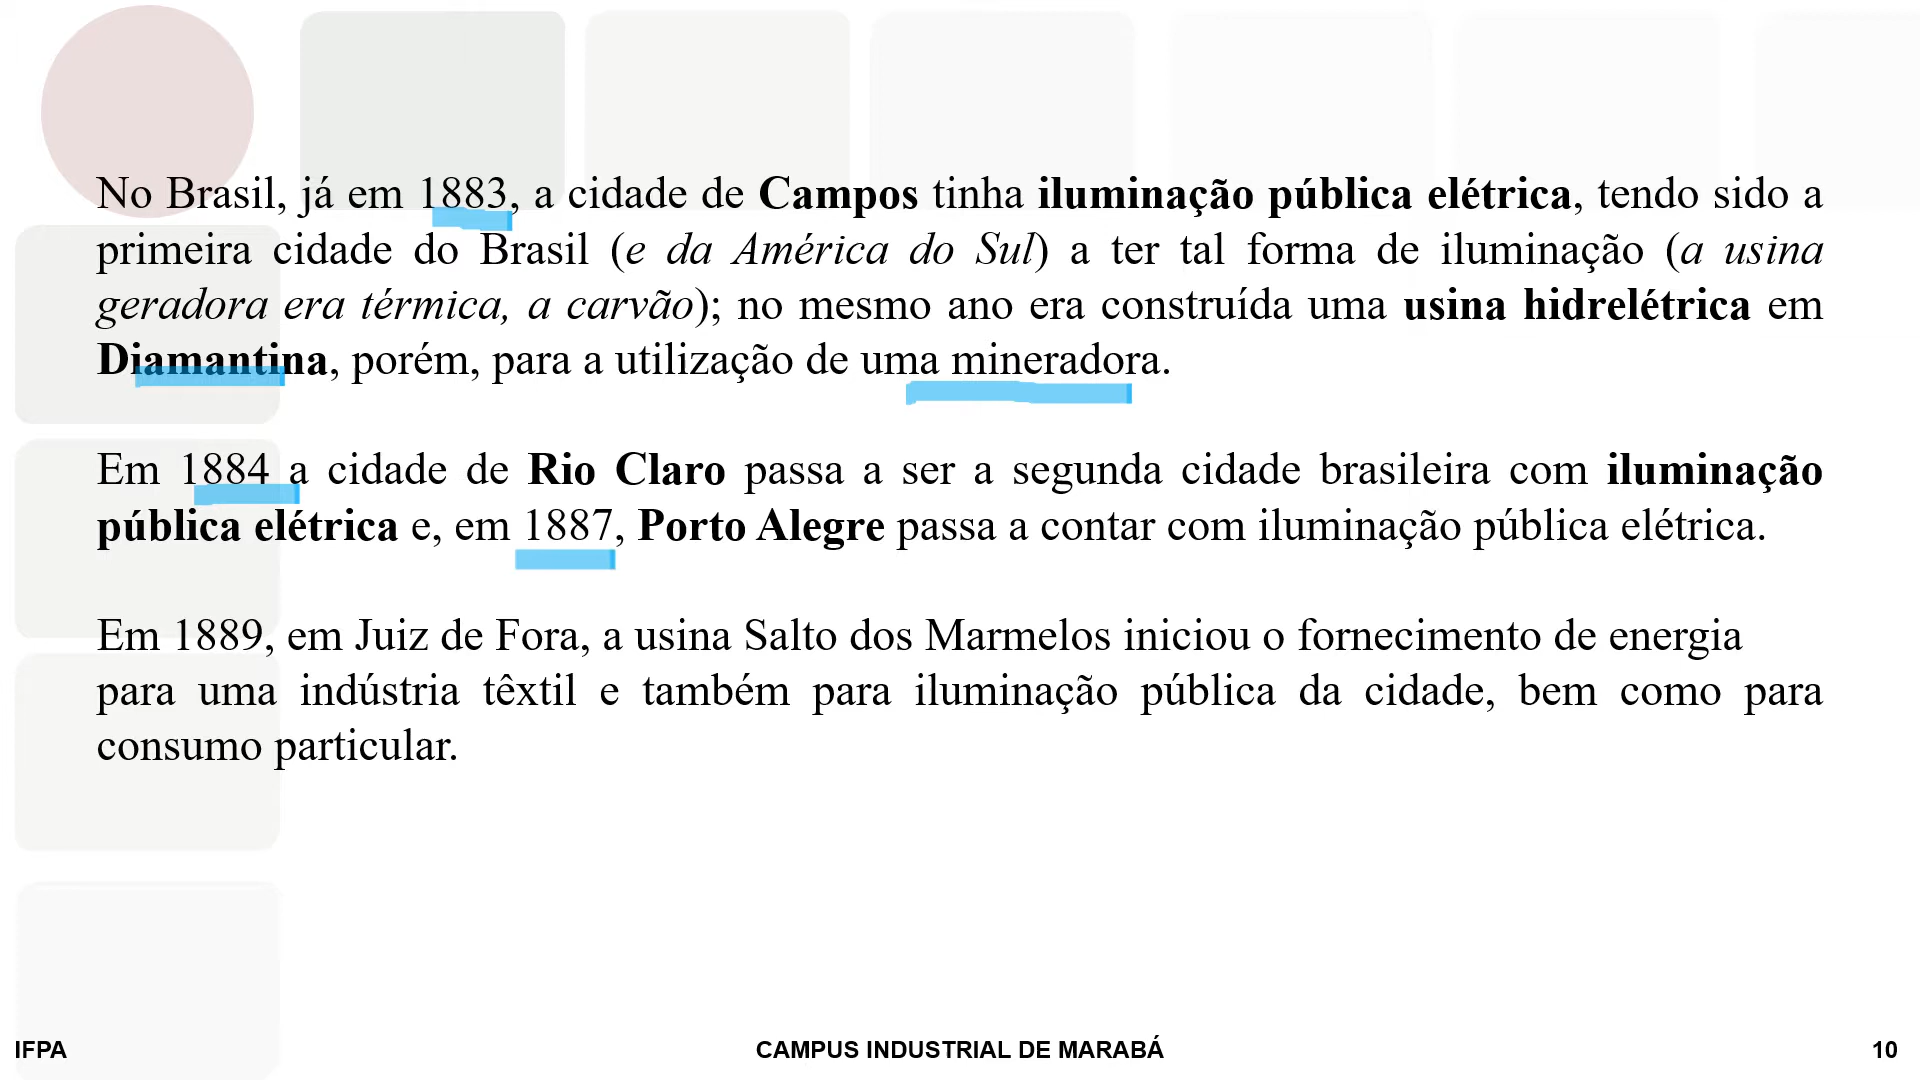 No Brasil, já em 1883, a cidade de Campos tinha iluminação pública elétrica, tendo sido a
primeira cidade do Brasil (e da América do Sul) a ter tal forma de iluminação (a usina
geradora era térmica, a carvão); no mesmo ano era construída uma usina hidrelétrica em
Diamantina, porém, para a utilização de uma mineradora.
Em 1884 a cidade de Rio Claro passa a ser a segunda cidade brasileira com iluminação
pública elétrica e, em 1887, Porto Alegre passa a contar com iluminação pública elétrica.
Em 1889, em Juiz de Fora, a usina Salto dos Marmelos iniciou o fornecimento de energia
para uma indústria têxtil e também para iluminação pública da cidade, bem como para
consumo particular.
IFPA
CAMPUS INDUSTRIAL DE MARABÁ
10